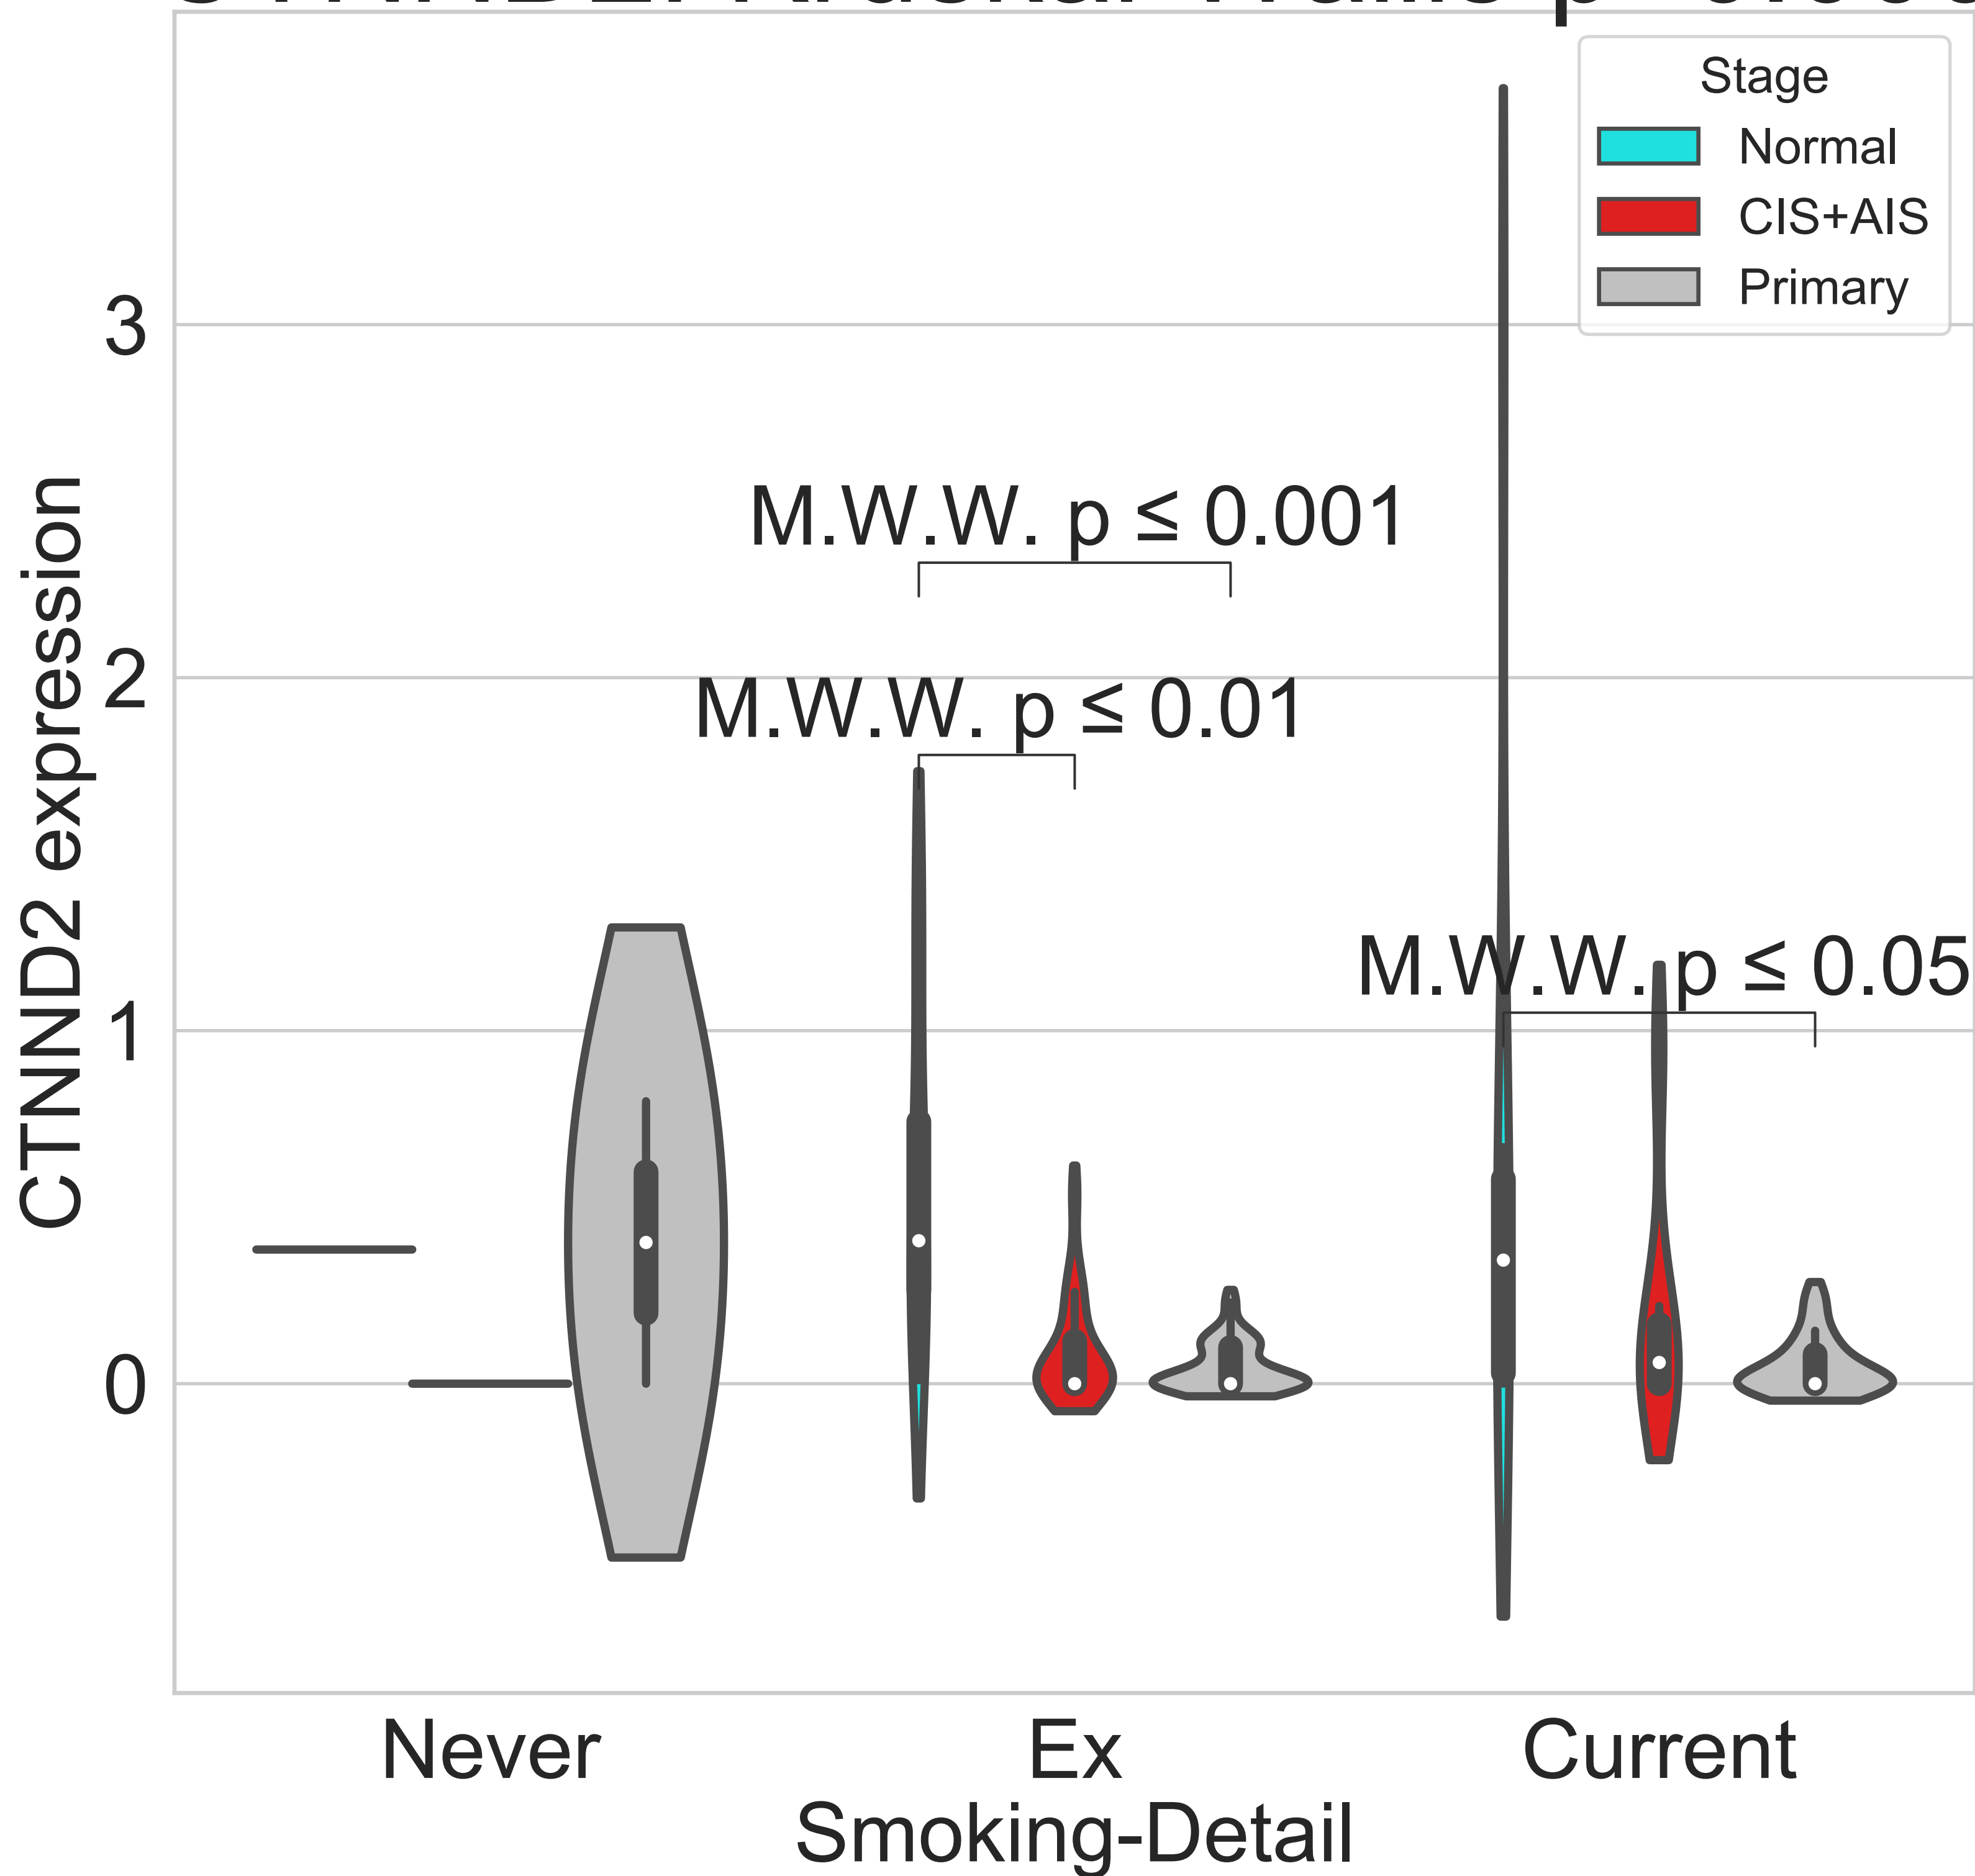 Stage
Normal
CIS+AIS
Primary
3
2
1
0
CTNND2 expression
M.W.W. p ≤ 0.001
M.W.W. p ≤ 0.01
M.W.W. p ≤ 0.05
Never
Ex
Current
Smoking-Detail